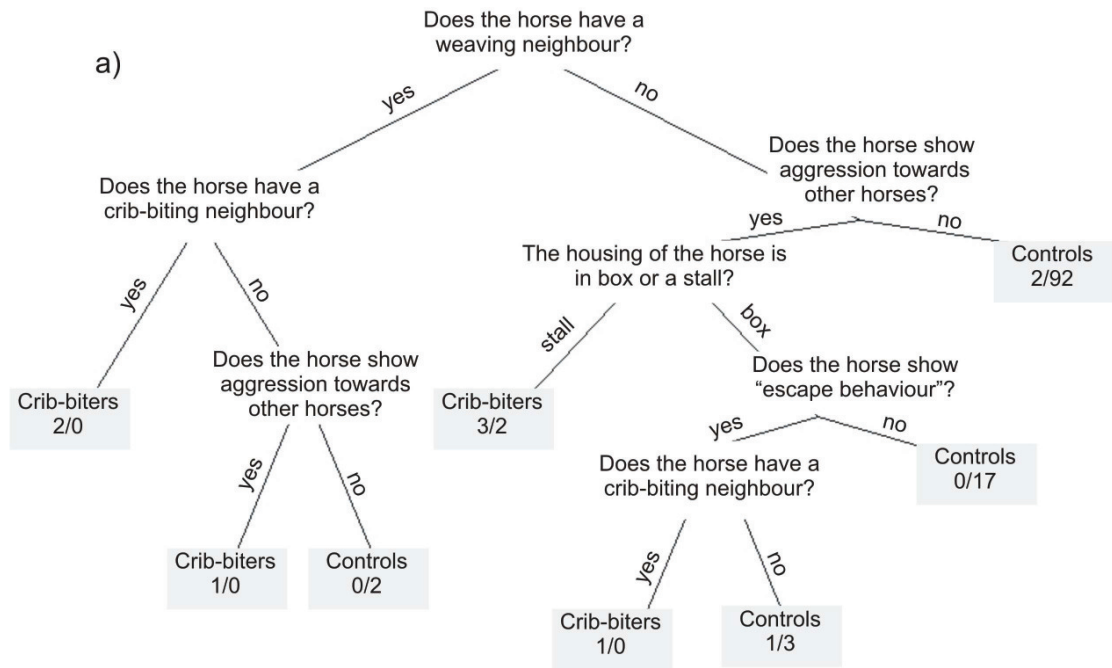 a)
Does the horse have a
weaving neighbour?
yes
no
Does the horse have a
crib-biting neighbour?
Does the horse show
aggression towards
other horses?
yes
no
yes
no
The housing of the horse is
in box or a stall?
Controls
2/92
stall
box
Crib-biters
2/0
Does the horse show
aggression towards
other horses?
Crib-biters
3/2
Does the horse show
“escape behaviour”?
yes
no
yes
no
Does the horse have a
crib-biting neighbour?
Controls
0/17
Crib-biters
1/0
Controls
0/2
yes
no
Crib-biters
1/0
Controls
1/3